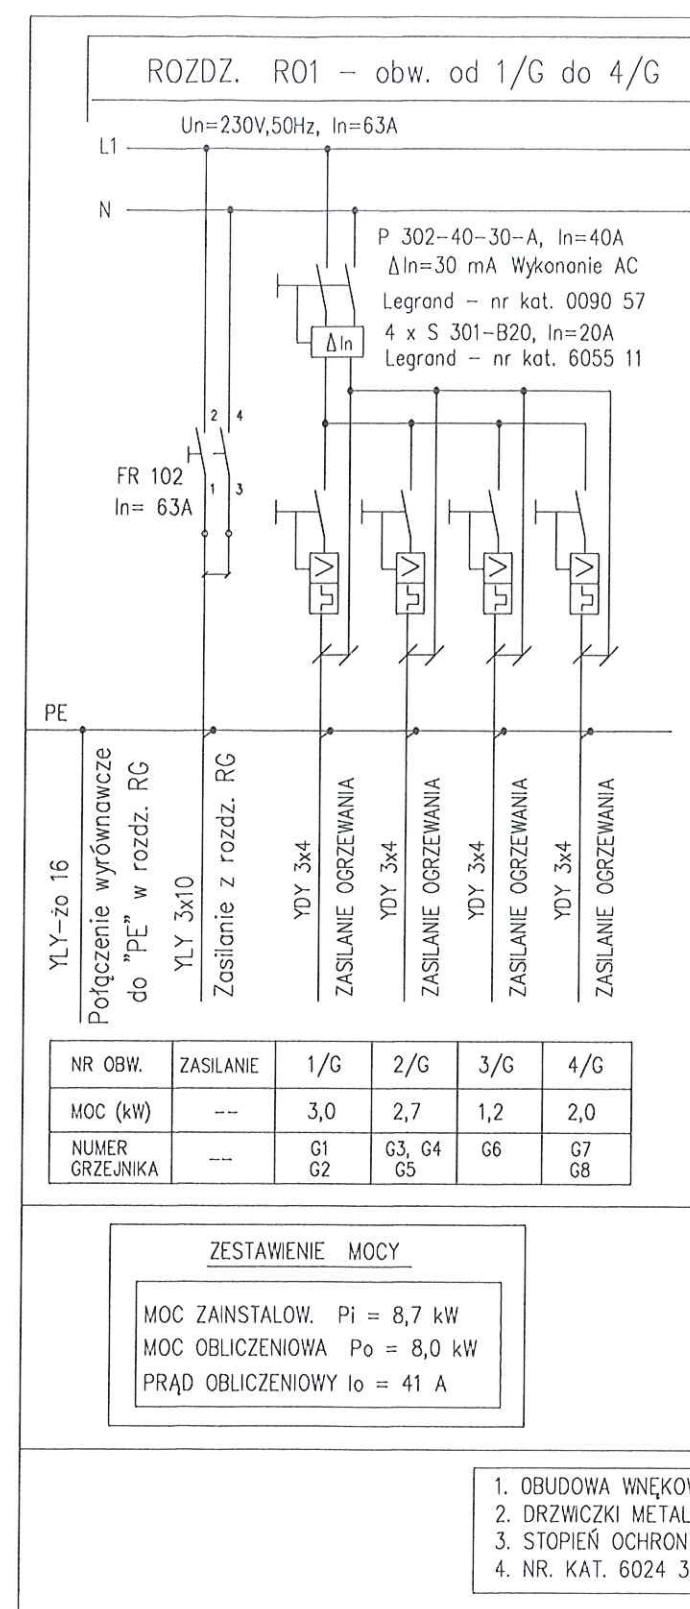 ROZDZ. R01 – obw. od 1/G do 4/G
Un=230V,50Hz, In=63A
L1
N
P 302-40-30-A, In=40A
ΔIn=30 mA Wykonanie AC
Legrand – nr kat. 0090 57
4 x S 301-B20, In=20A
Legrand – nr kat. 6055 11
ΔIn
2 4
FR 102
In= 63A
1 3
PE
YLY-żo 16
Połączenie wyrównawcze
do "PE" w rozdz. RG
YLY 3x10
Zasilanie z rozdz. RG
YDY 3x4
ZASILANIE OGRZEWANIA
YDY 3x4
ZASILANIE OGRZEWANIA
YDY 3x4
ZASILANIE OGRZEWANIA
YDY 3x4
ZASILANIE OGRZEWANIA
NR OBW. ZASILANIE 1/G 2/G 3/G 4/G
MOC (kW) -- 3,0 2,7 1,2 2,0
NUMER GRZEJNIKA -- G1 G2 G3, G4 G5 G6 G7 G8
ZESTAWIENIE MOCY
MOC ZAINSTALOW. Pi = 8,7 kW
MOC OBLICZENIOWA Po = 8,0 kW
PRĄD OBLICZENIOWY Io = 41 A
1. OBUDOWA
2. DRZWICZKI
3. STOPIEŃ
4. NR. KAT. 6024